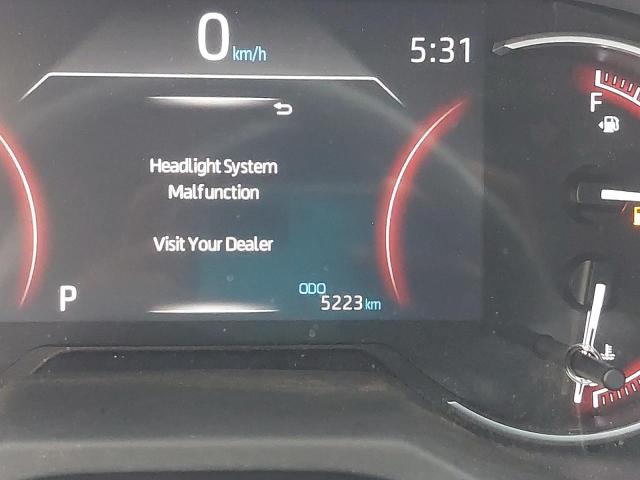 0 km/h
5:31
F
Headlight System
Malfunction
Visit Your Dealer
ODO
P
5223 km